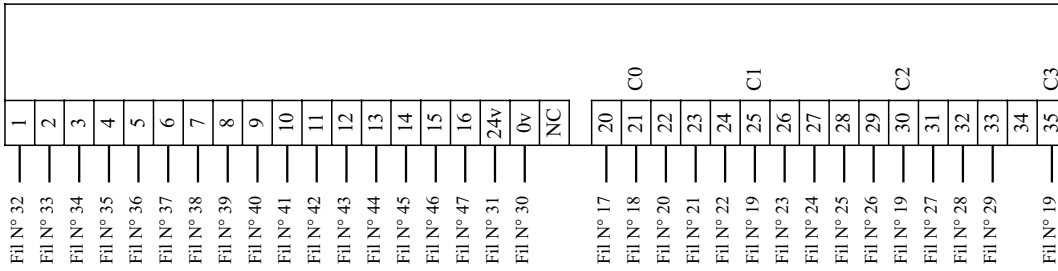 C0 C1 C2 C3
1 2 3 4 5 6 7 8 9 10 11 12 13 14 15 16 24v 0v NC 20 21 22 23 24 25 26 27 28 29 30 31 32 33 34 35
Fil N° 32
Fil N° 33
Fil N° 34
Fil N° 35
Fil N° 36
Fil N° 37
Fil N° 38
Fil N° 39
Fil N° 40
Fil N° 41
Fil N° 42
Fil N° 43
Fil N° 44
Fil N° 45
Fil N° 46
Fil N° 47
Fil N° 31
Fil N° 30
Fil N° 17
Fil N° 18
Fil N° 20
Fil N° 21
Fil N° 22
Fil N° 19
Fil N° 23
Fil N° 24
Fil N° 25
Fil N° 26
Fil N° 19
Fil N° 27
Fil N° 28
Fil N° 29
Fil N° 19